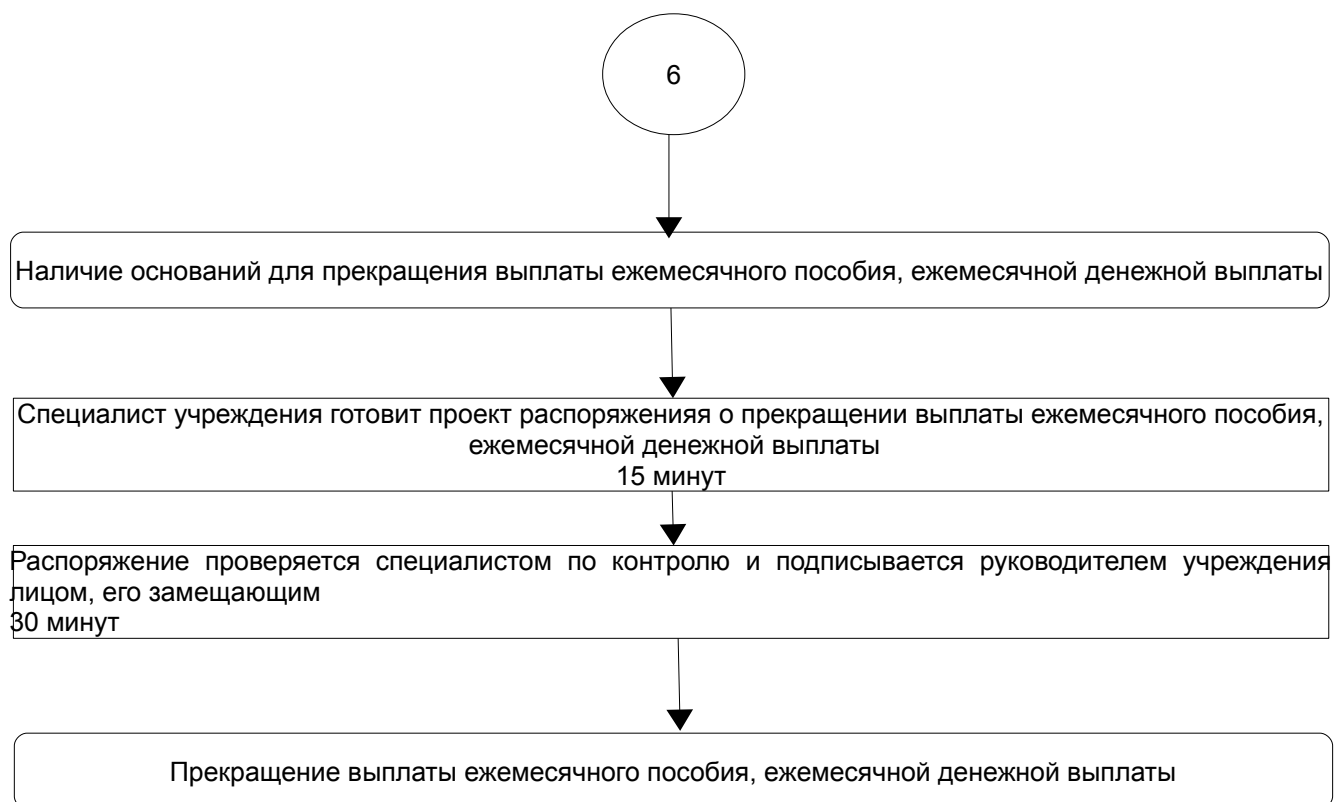 6
Наличие оснований для прекращения выплаты ежемесячного пособия, ежемесячной денежной выплаты
Специалист учреждения готовит проект распоряженияя о прекращении выплаты ежемесячного пособия,
ежемесячной денежной выплаты
15 минут
Распоряжение проверяется специалистом по контролю и подписывается руководителем учреждения
лицом, его замещающим
30 минут
Прекращение выплаты ежемесячного пособия, ежемесячной денежной выплаты